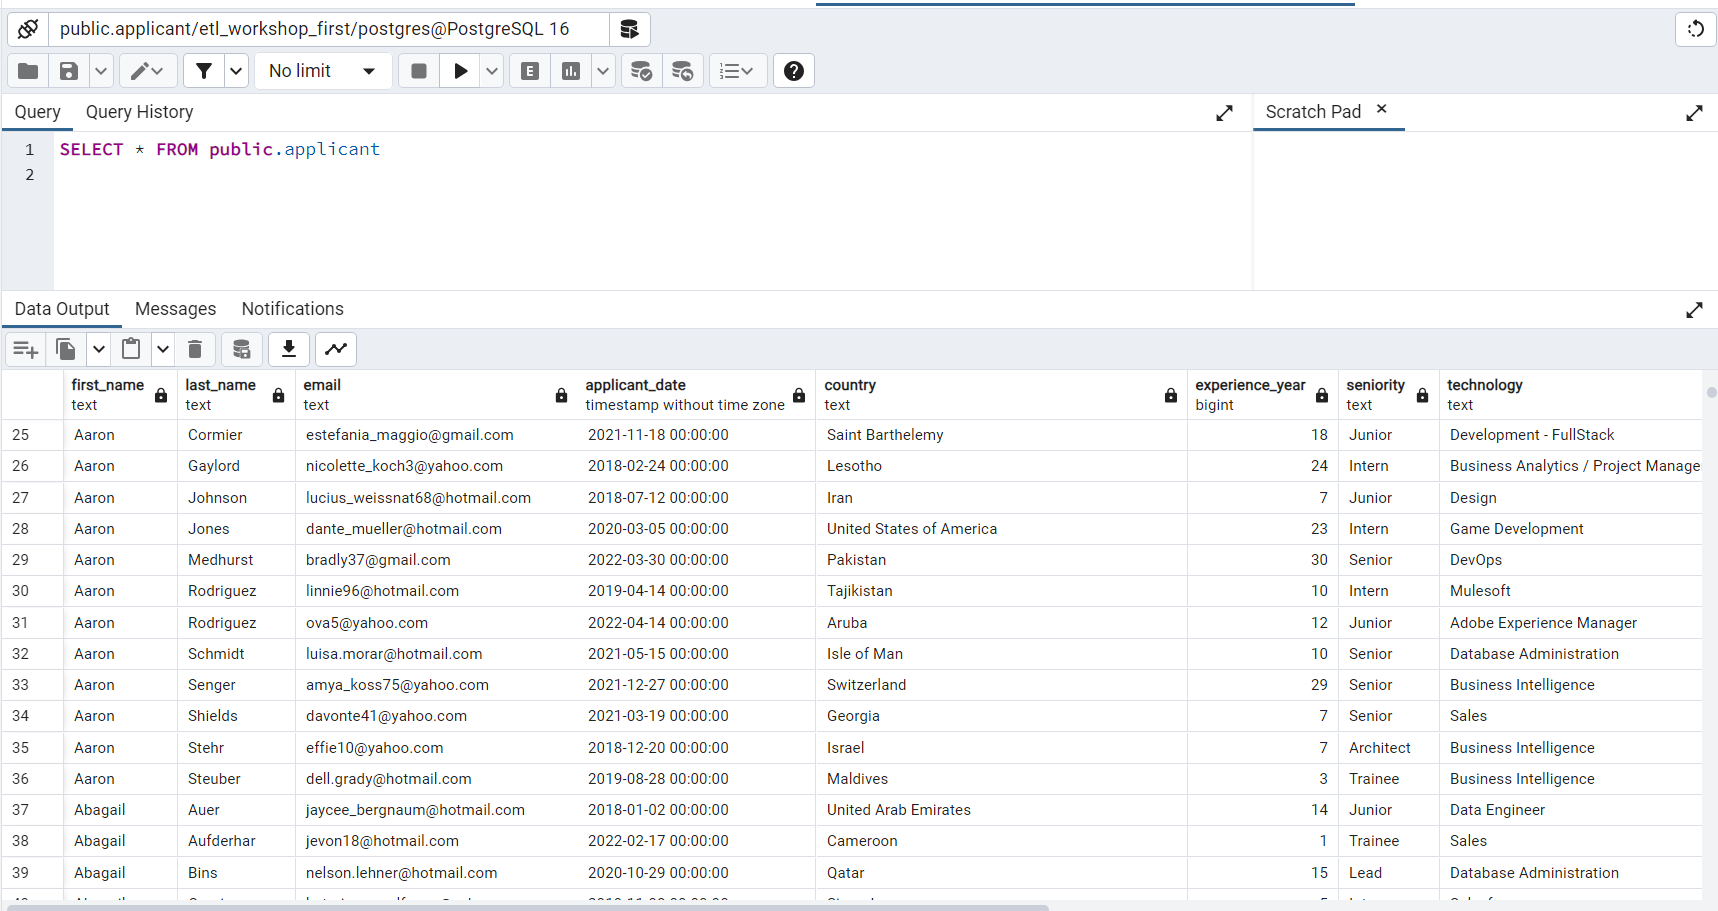 public.applicant/etl_workshop_first/postgres@PostgreSQL 16
No limit
E
Query Query History Scratch Pad
1 SELECT * FROM public.applicant
2
Data Output Messages Notifications
first_name last_name email applicant_date country experience_year seniority technology
text text text timestamp without time zone text bigint text text
25 Aaron Cormier estefania_maggio@gmail.com 2021-11-18 00:00:00 Saint Barthelemy 18 Junior Development - FullStack
26 Aaron Gaylord nicolette_koch3@yahoo.com 2018-02-24 00:00:00 Lesotho 24 Intern Business Analytics / Project Manage
27 Aaron Johnson lucius_weissnat68@hotmail.com 2018-07-12 00:00:00 Iran 7 Junior Design
28 Aaron Jones dante_mueller@hotmail.com 2020-03-05 00:00:00 United States of America 23 Intern Game Development
29 Aaron Medhurst bradly37@gmail.com 2022-03-30 00:00:00 Pakistan 30 Senior DevOps
30 Aaron Rodriguez linnie96@hotmail.com 2019-04-14 00:00:00 Tajikistan 10 Intern Mulesoft
31 Aaron Rodriguez ova5@yahoo.com 2022-04-14 00:00:00 Aruba 12 Junior Adobe Experience Manager
32 Aaron Schmidt luisa.morar@hotmail.com 2021-05-15 00:00:00 Isle of Man 10 Senior Database Administration
33 Aaron Senger amya_koss75@yahoo.com 2021-12-27 00:00:00 Switzerland 29 Senior Business Intelligence
34 Aaron Shields davonte41@yahoo.com 2021-03-19 00:00:00 Georgia 7 Senior Sales
35 Aaron Stehr effie10@yahoo.com 2018-12-20 00:00:00 Israel 7 Architect Business Intelligence
36 Aaron Steuber dell.grady@hotmail.com 2019-08-28 00:00:00 Maldives 3 Trainee Business Intelligence
37 Abagail Auer jaycee_bergnaum@hotmail.com 2018-01-02 00:00:00 United Arab Emirates 14 Junior Data Engineer
38 Abagail Aufderhar jevon18@hotmail.com 2022-02-17 00:00:00 Cameroon 1 Trainee Sales
39 Abagail Bins nelson.lehner@hotmail.com 2020-10-29 00:00:00 Qatar 15 Lead Database Administration